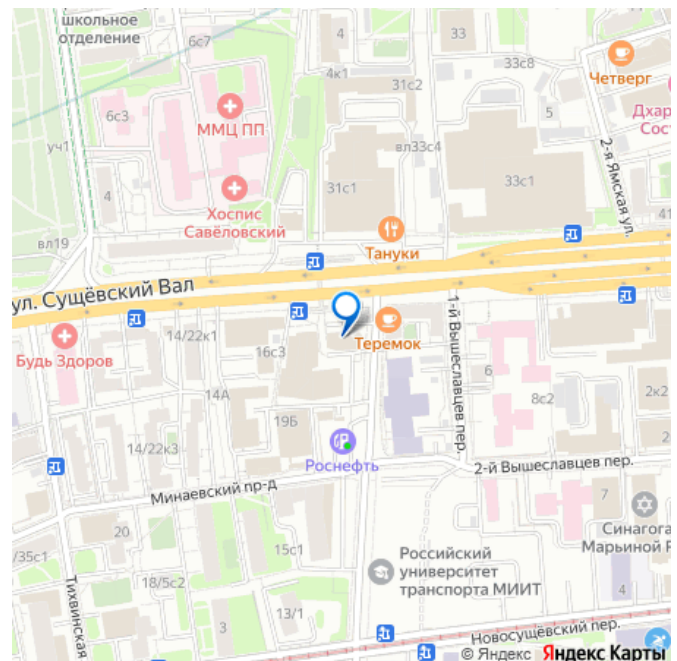 школьное
отделение
6с7
4
33
33с8
Четверг
4к1
31с2
6с3
ММЦ ПП
5
Дхар
Сост
вл33с4
2-я Ямская ул.
уч1
4
31с1
33с1
Хоспис
Савёловский
41
вл19
Тануки
ул. Сущёвский Вал
14/22к1
Будь Здоров
16с3
Теремок
1-й Вышеславцев пер.
6
14А
8с2
2к2
19Б
14/22к3
Роснефть
2
2-й Вышеславцев пер.
Минаевский пр-д
7
20
Синагога
Марьиной Р
/35с1
15с1
Российский
университет
транспорта МИИТ
18/5с2
Тихвинская
4
13/1
3
Новосущёвский пер.
© Яндекс Яндекс Карты